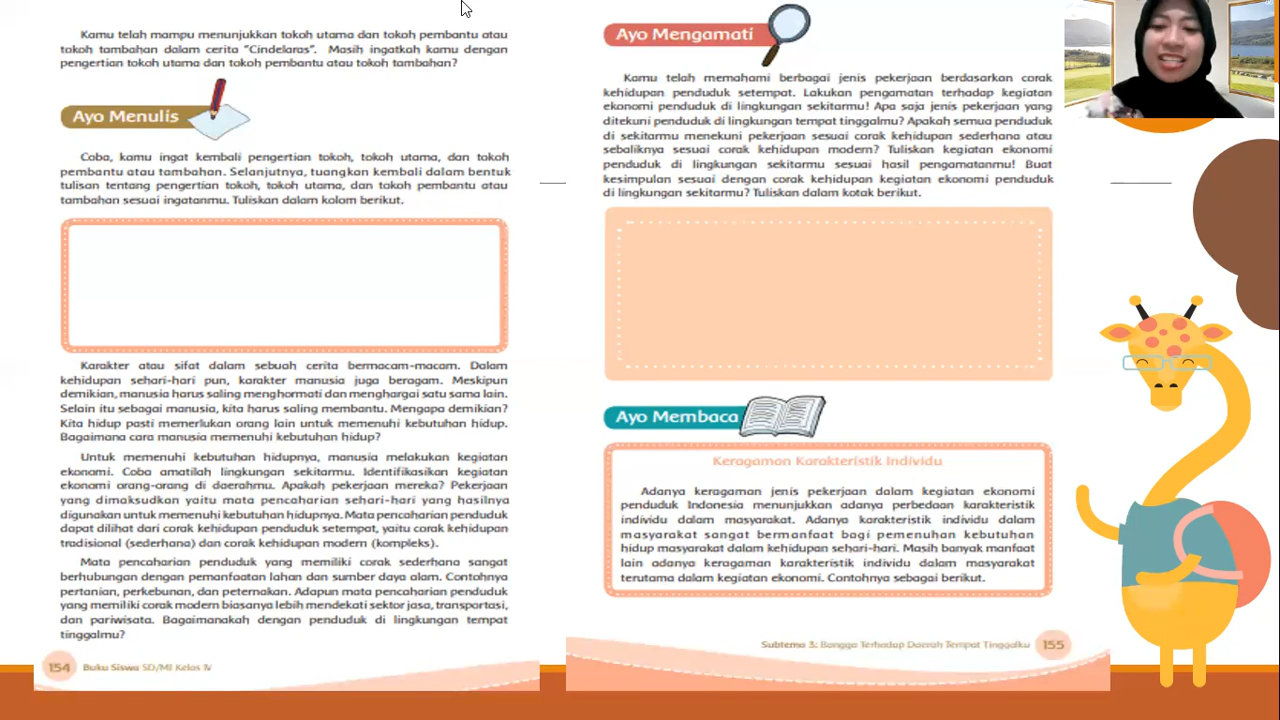 Kamu telah mampu menunjukkan tokoh utama dan tokoh pembantu atau
tokoh tambahan dalam cerita “Cindelaras”. Masih ingatkah kamu dengan
pengertian tokoh utama dan tokoh pembantu atau tokoh tambahan?
Ayo Menulis
Coba, kamu ingat kembali pengertian tokoh, tokoh utama, dan tokoh
pembantu atau tambahan. Selanjutnya, tuangkan kembali dalam bentuk
tulisan tentang pengertian tokoh, tokoh utama, dan tokoh pembantu atau
tambahan sesuai ingatanmu. Tuliskan dalam kolom berikut.
Karakter atau sifat dalam sebuah cerita bermacam-macam. Dalam
kehidupan sehari-hari pun, karakter manusia juga beragam. Meskipun
demikian, manusia harus saling menghormati dan menghargai satu sama lain.
Selain itu sebagai manusia, kita harus saling membantu. Mengapa demikian?
Kita hidup pasti memerlukan orang lain untuk memenuhi kebutuhan hidup.
Bagaimana cara manusia memenuhi kebutuhan hidup?
Untuk memenuhi kebutuhan hidupnya, manusia melakukan kegiatan
ekonomi. Coba amatilah lingkungan sekitarmu. Identifikasikan kegiatan
ekonomi orang-orang di daerahmu. Apakah pekerjaan mereka? Pekerjaan
yang dimaksudkan yaitu mata pencaharian sehari-hari yang hasilnya
digunakan untuk memenuhi kebutuhan hidupnya. Mata pencaharian penduduk
dapat dilihat dari corak kehidupan penduduk setempat, yaitu corak kehidupan
tradisional (sederhana) dan corak kehidupan modern (kompleks).
Mata pencaharian penduduk yang memiliki corak sederhana sangat
berhubungan dengan pemanfaatan lahan dan sumber daya alam. Contohnya
pertanian, perkebunan, dan peternakan. Adapun mata pencaharian penduduk
yang memiliki corak modern biasanya lebih mendekati sektor jasa, transportasi,
dan pariwisata. Bagaimanakah dengan penduduk di lingkungan tempat
tinggalmu?
154 Buku Siswa SD/MI Kelas IV
Ayo Mengamati
Kamu telah memahami berbagai jenis pekerjaan berdasarkan corak
kehidupan penduduk setempat. Lakukan pengamatan terhadap kegiatan
ekonomi penduduk di lingkungan sekitarmu! Apa saja jenis pekerjaan yang
ditekuni penduduk di lingkungan tempat tinggalmu? Apakah semua penduduk
di sekitarmu menekuni pekerjaan sesuai corak kehidupan sederhana atau
sebaliknya sesuai corak kehidupan modern? Tuliskan kegiatan ekonomi
penduduk di lingkungan sekitarmu sesuai hasil pengamatanmu! Buat
kesimpulan sesuai dengan corak kehidupan kegiatan ekonomi penduduk
di lingkungan sekitarmu? Tuliskan dalam kotak berikut.
Ayo Membaca
Keragaman Karakteristik Individu
Adanya keragaman jenis pekerjaan dalam kegiatan ekonomi
penduduk Indonesia menunjukkan adanya perbedaan karakteristik
individu dalam masyarakat. Adanya karakteristik individu dalam
masyarakat sangat bermanfaat bagi pemenuhan kebutuhan
hidup masyarakat dalam kehidupan sehari-hari. Masih banyak manfaat
lain adanya keragaman karakteristik individu dalam masyarakat
terutama dalam kegiatan ekonomi. Contohnya sebagai berikut.
Subtema 3: Bangga Terhadap Daerah Tempat Tinggalku 155